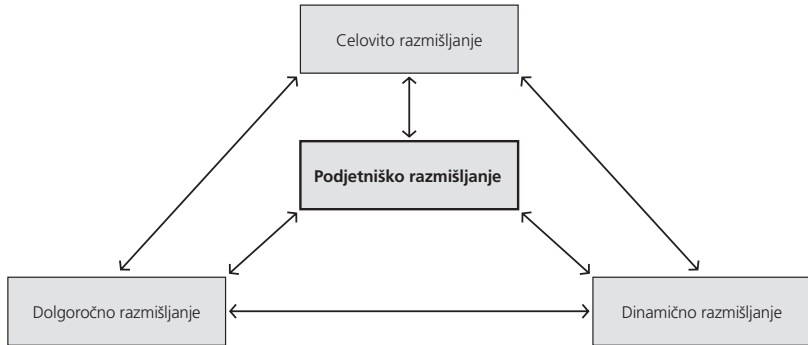 Celovito razmišljanje
Podjetniško razmišljanje
Dolgoročno razmišljanje
Dinamično razmišljanje